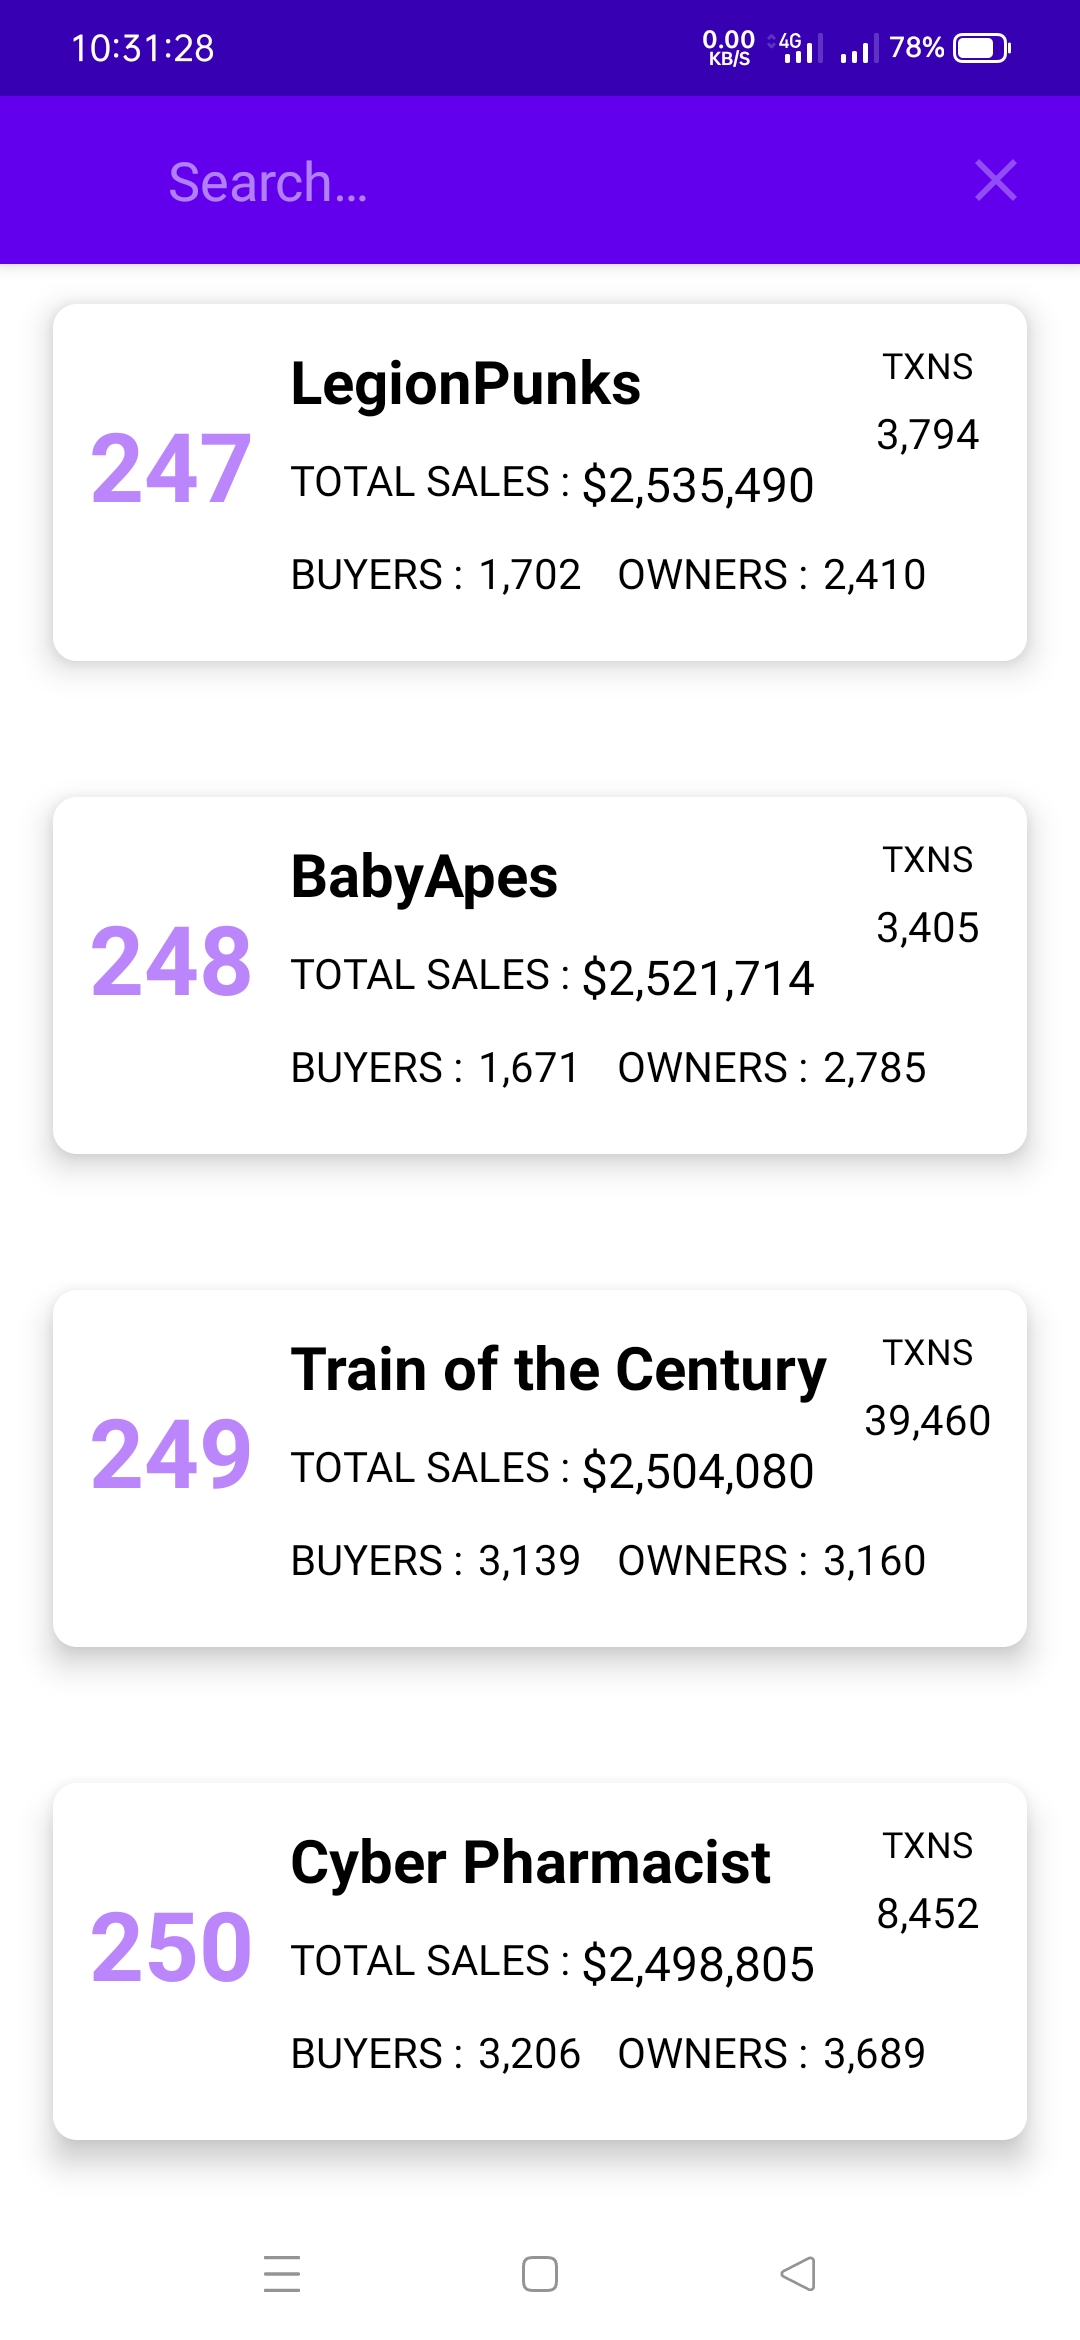 10:31:28 0.00 KB/S 4G 78%
Search...
LegionPunks
TXNS
3,794
247
TOTAL SALES : $2,535,490
BUYERS : 1,702 OWNERS : 2,410
BabyApes
TXNS
3,405
248
TOTAL SALES : $2,521,714
BUYERS : 1,671 OWNERS : 2,785
Train of the Century
TXNS
39,460
249
TOTAL SALES : $2,504,080
BUYERS : 3,139 OWNERS : 3,160
Cyber Pharmacist
TXNS
8,452
250
TOTAL SALES : $2,498,805
BUYERS : 3,206 OWNERS : 3,689